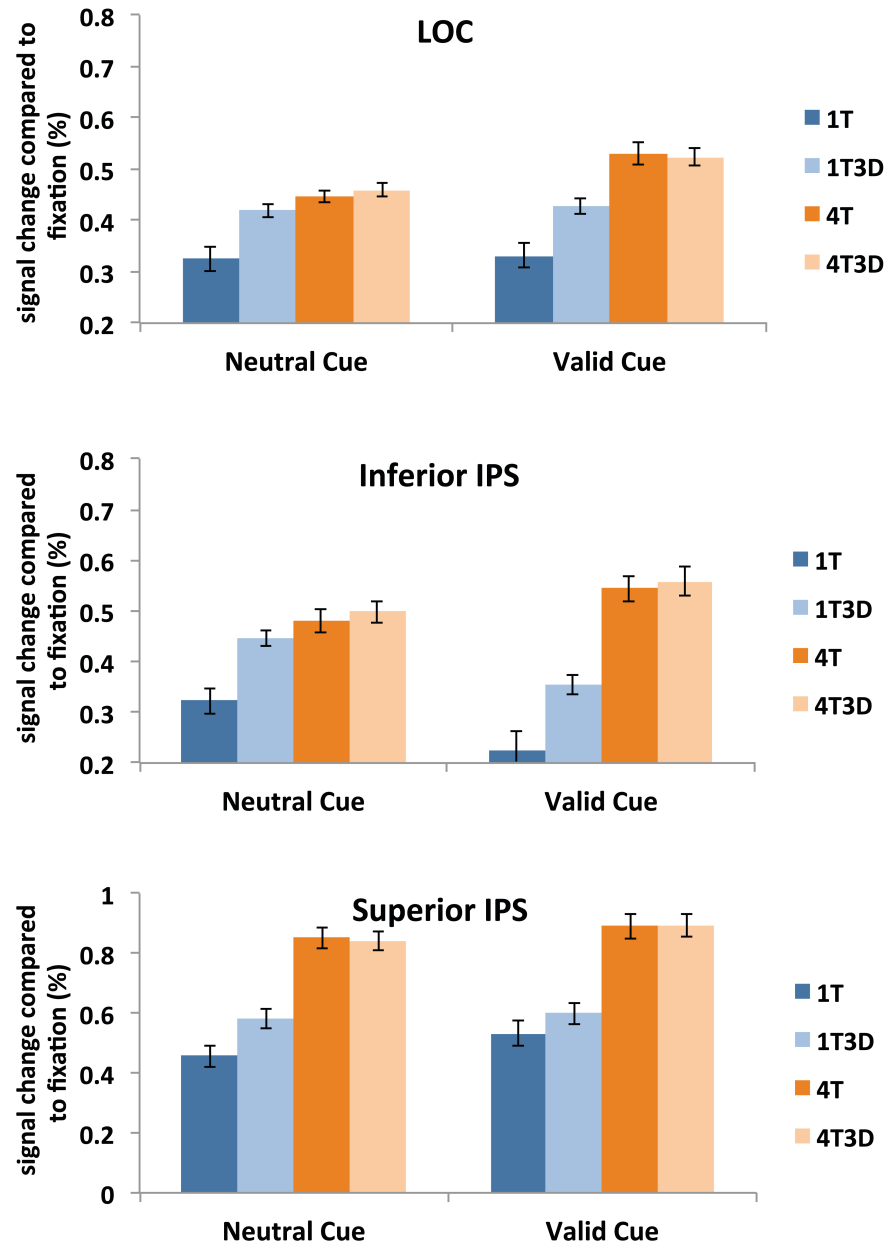 LOC
signal change compared to
fixation (%)
0.8
0.7
0.6
0.5
0.4
0.3
0.2
Neutral Cue
Valid Cue
1T
1T3D
4T
4T3D
Inferior IPS
signal change compared
to fixation (%)
0.8
0.7
0.6
0.5
0.4
0.3
0.2
Neutral Cue
Valid Cue
1T
1T3D
4T
4T3D
Superior IPS
signal change compared
to fixation (%)
1
0.8
0.6
0.4
0.2
0
Neutral Cue
Valid Cue
1T
1T3D
4T
4T3D